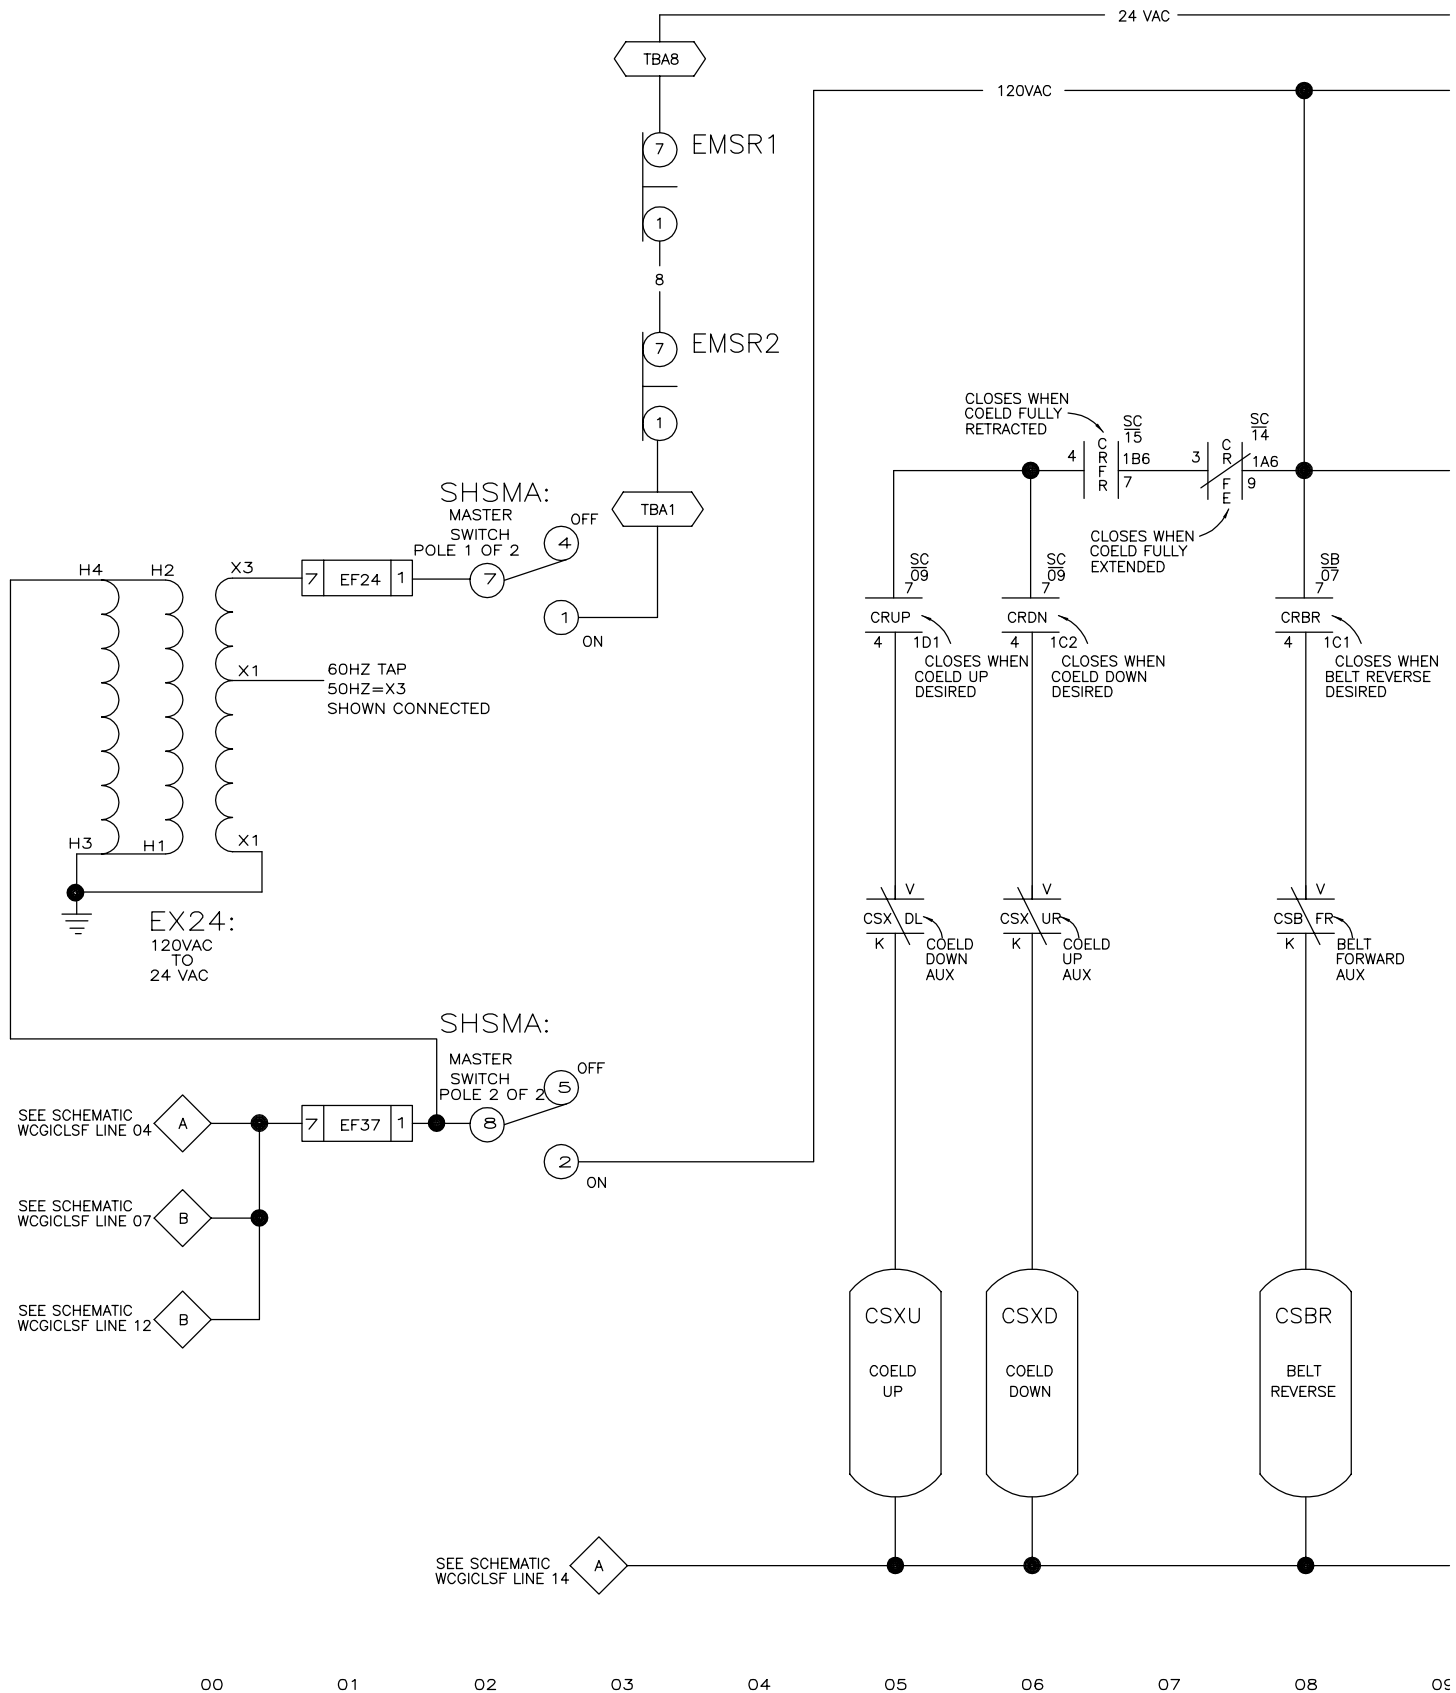 24 VAC
TBA8
120VAC
7
EMSR1
1
8
7
EMSR2
1
TBA1
CLOSES WHEN
COELD FULLY
RETRACTED
4
CRFR
SC
15
1B6
7
3
CR
FE
SC
14
1A6
9
CLOSES WHEN
COELD FULLY
EXTENDED
SHSMA:
MASTER
SWITCH
POLE 1 OF 2
OFF
4
7
1
ON
H4
H2
X3
7
EF24
1
X1
60HZ TAP
50HZ=X3
SHOWN CONNECTED
H3
H1
X1
EX24:
120VAC
TO
24 VAC
SC
09
7
CRUP
4
1D1
CLOSES WHEN
COELD UP
DESIRED
SC
09
7
CRDN
4
1C2
CLOSES WHEN
COELD DOWN
DESIRED
SB
07
7
CRBR
4
1C1
CLOSES WHEN
BELT REVERSE
DESIRED
V
CSX DL
K
COELD
DOWN
AUX
V
CSX UR
K
COELD
UP
AUX
V
CSB FR
K
BELT
FORWARD
AUX
SHSMA:
MASTER
SWITCH
POLE 2 OF 2
OFF
5
8
2
ON
SEE SCHEMATIC
WCGICLSF LINE 04
A
7
EF37
1
SEE SCHEMATIC
WCGICLSF LINE 07
B
SEE SCHEMATIC
WCGICLSF LINE 12
B
CSXU
COELD
UP
CSXD
COELD
DOWN
CSBR
BELT
REVERSE
SEE SCHEMATIC
WCGICLSF LINE 14
A
00 01 02 03 04 05 06 07 08 09